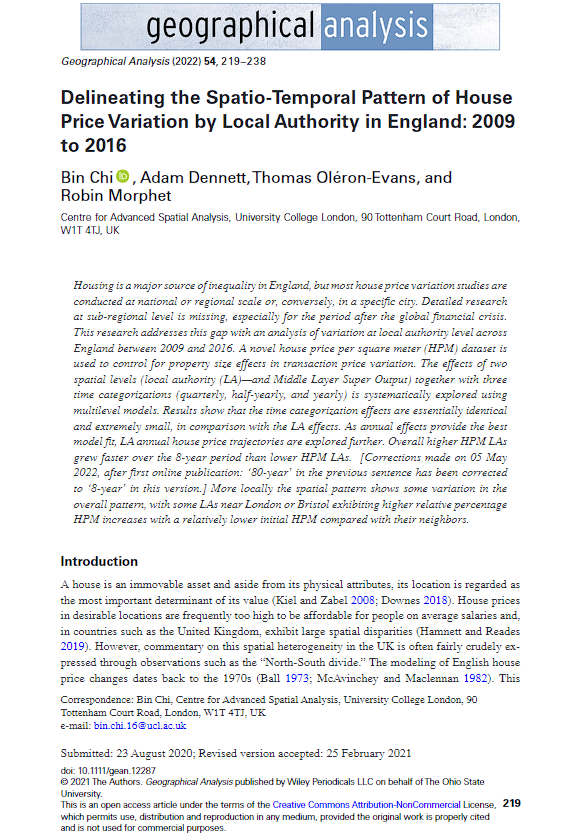 geographical analysis
Geographical Analysis (2022) 54, 219–238
Delineating the Spatio-Temporal Pattern of House
Price Variation by Local Authority in England: 2009
to 2016
Bin Chi iD, Adam Dennett, Thomas Oléron-Evans, and
Robin Morphet
Centre for Advanced Spatial Analysis, University College London, 90 Tottenham Court Road, London,
W1T 4TJ, UK
Housing is a major source of inequality in England, but most house price variation studies are
conducted at national or regional scale or, conversely, in a specific city. Detailed research
at sub-regional level is missing, especially for the period after the global financial crisis.
This research addresses this gap with an analysis of variation at local authority level across
England between 2009 and 2016. A novel house price per square meter (HPM) dataset is
used to control for property size effects in transaction price variation. The effects of two
spatial levels (local authority (LA)—and Middle Layer Super Output) together with three
time categorizations (quarterly, half-yearly, and yearly) is systematically explored using
multilevel models. Results show that the time categorization effects are essentially identical
and extremely small, in comparison with the LA effects. As annual effects provide the best
model fit, LA annual house price trajectories are explored further. Overall higher HPM LAs
grew faster over the 8-year period than lower HPM LAs. [Corrections made on 05 May
2022, after first online publication: ‘80-year’ in the previous sentence has been corrected
to ‘8-year’ in this version.] More locally the spatial pattern shows some variation in the
overall pattern, with some LAs near London or Bristol exhibiting higher relative percentage
HPM increases with a relatively lower initial HPM compared with their neighbors.
Introduction
A house is an immovable asset and aside from its physical attributes, its location is regarded as
the most important determinant of its value (Kiel and Zabel 2008; Downes 2018). House prices
in desirable locations are frequently too high to be affordable for people on average salaries and,
in countries such as the United Kingdom, exhibit large spatial disparities (Hamnett and Reades
2019). However, commentary on this spatial heterogeneity in the UK is often fairly crudely ex-
pressed through observations such as the “North-South divide.” The modeling of English house
price changes dates back to the 1970s (Ball 1973; McAvinchey and Maclennan 1982). This
Correspondence: Bin Chi, Centre for Advanced Spatial Analysis, University College London, 90
Tottenham Court Road, London, W1T 4TJ, UK
e-mail: bin.chi.16@ucl.ac.uk
Submitted: 23 August 2020; Revised version accepted: 25 February 2021
doi: 10.1111/gean.12287
© 2021 The Authors. Geographical Analysis published by Wiley Periodicals LLC on behalf of The Ohio State
University.
This is an open access article under the terms of the Creative Commons Attribution-NonCommercial License, 219
which permits use, distribution and reproduction in any medium, provided the original work is properly cited
and is not used for commercial purposes.